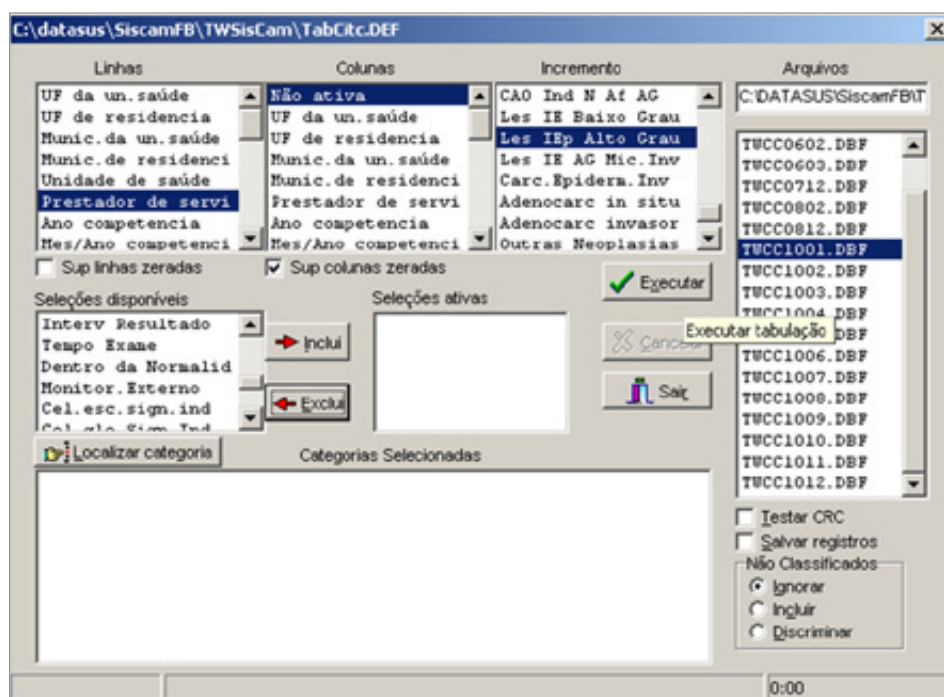 C:\datasus\SiscamFB\TWSisCam\TabCitc.DEF
Linhas
Colunas
Incremento
Arquivos
UF da un.saúde
UF de residencia
Munic.da un.saúde
Munic.de residenci
Unidade de saúde
Prestador de servi
Ano competencia
Mes/Ano competenci
Não ativa
UF da un.saúde
UF de residencia
Munic.da un.saúde
Munic.de residenci
Prestador de servi
Ano competencia
Mes/Ano competenci
CAO Ind N Af AG
Les IE Baixo Grau
Les IEp Alto Grau
Les IE AG Mic.Inv
Carc.Epiderm.Inv
Adenocarc in situ
Adenocarc invasor
Outras Neoplasias
C:\DATASUS\SiscamFB\T
TWCC0602.DBF
TWCC0603.DBF
TWCC0712.DBF
TWCC0802.DBF
TWCC0812.DBF
TWCC1001.DBF
TWCC1002.DBF
TWCC1003.DBF
TWCC1004.DBF
DBF
TWCC1006.DBF
TWCC1007.DBF
TWCC1008.DBF
TWCC1009.DBF
TWCC1010.DBF
TWCC1011.DBF
TWCC1012.DBF
Sup linhas zeradas
Sup colunas zeradas
Executar
Executar tabulação
Seleções disponíveis
Seleções ativas
Interv Resultado
Tempo Exame
Dentro da Normalid
Monitor.Externo
Cel.esc.sign.ind
Cel.glo.Sign.Ind
Inclui
Exclui
Sair
Localizar categoria
Categorias Selecionadas
Testar CRC
Salvar registros
Não Classificados
Ignorar
Incluir
Discriminar
0:00